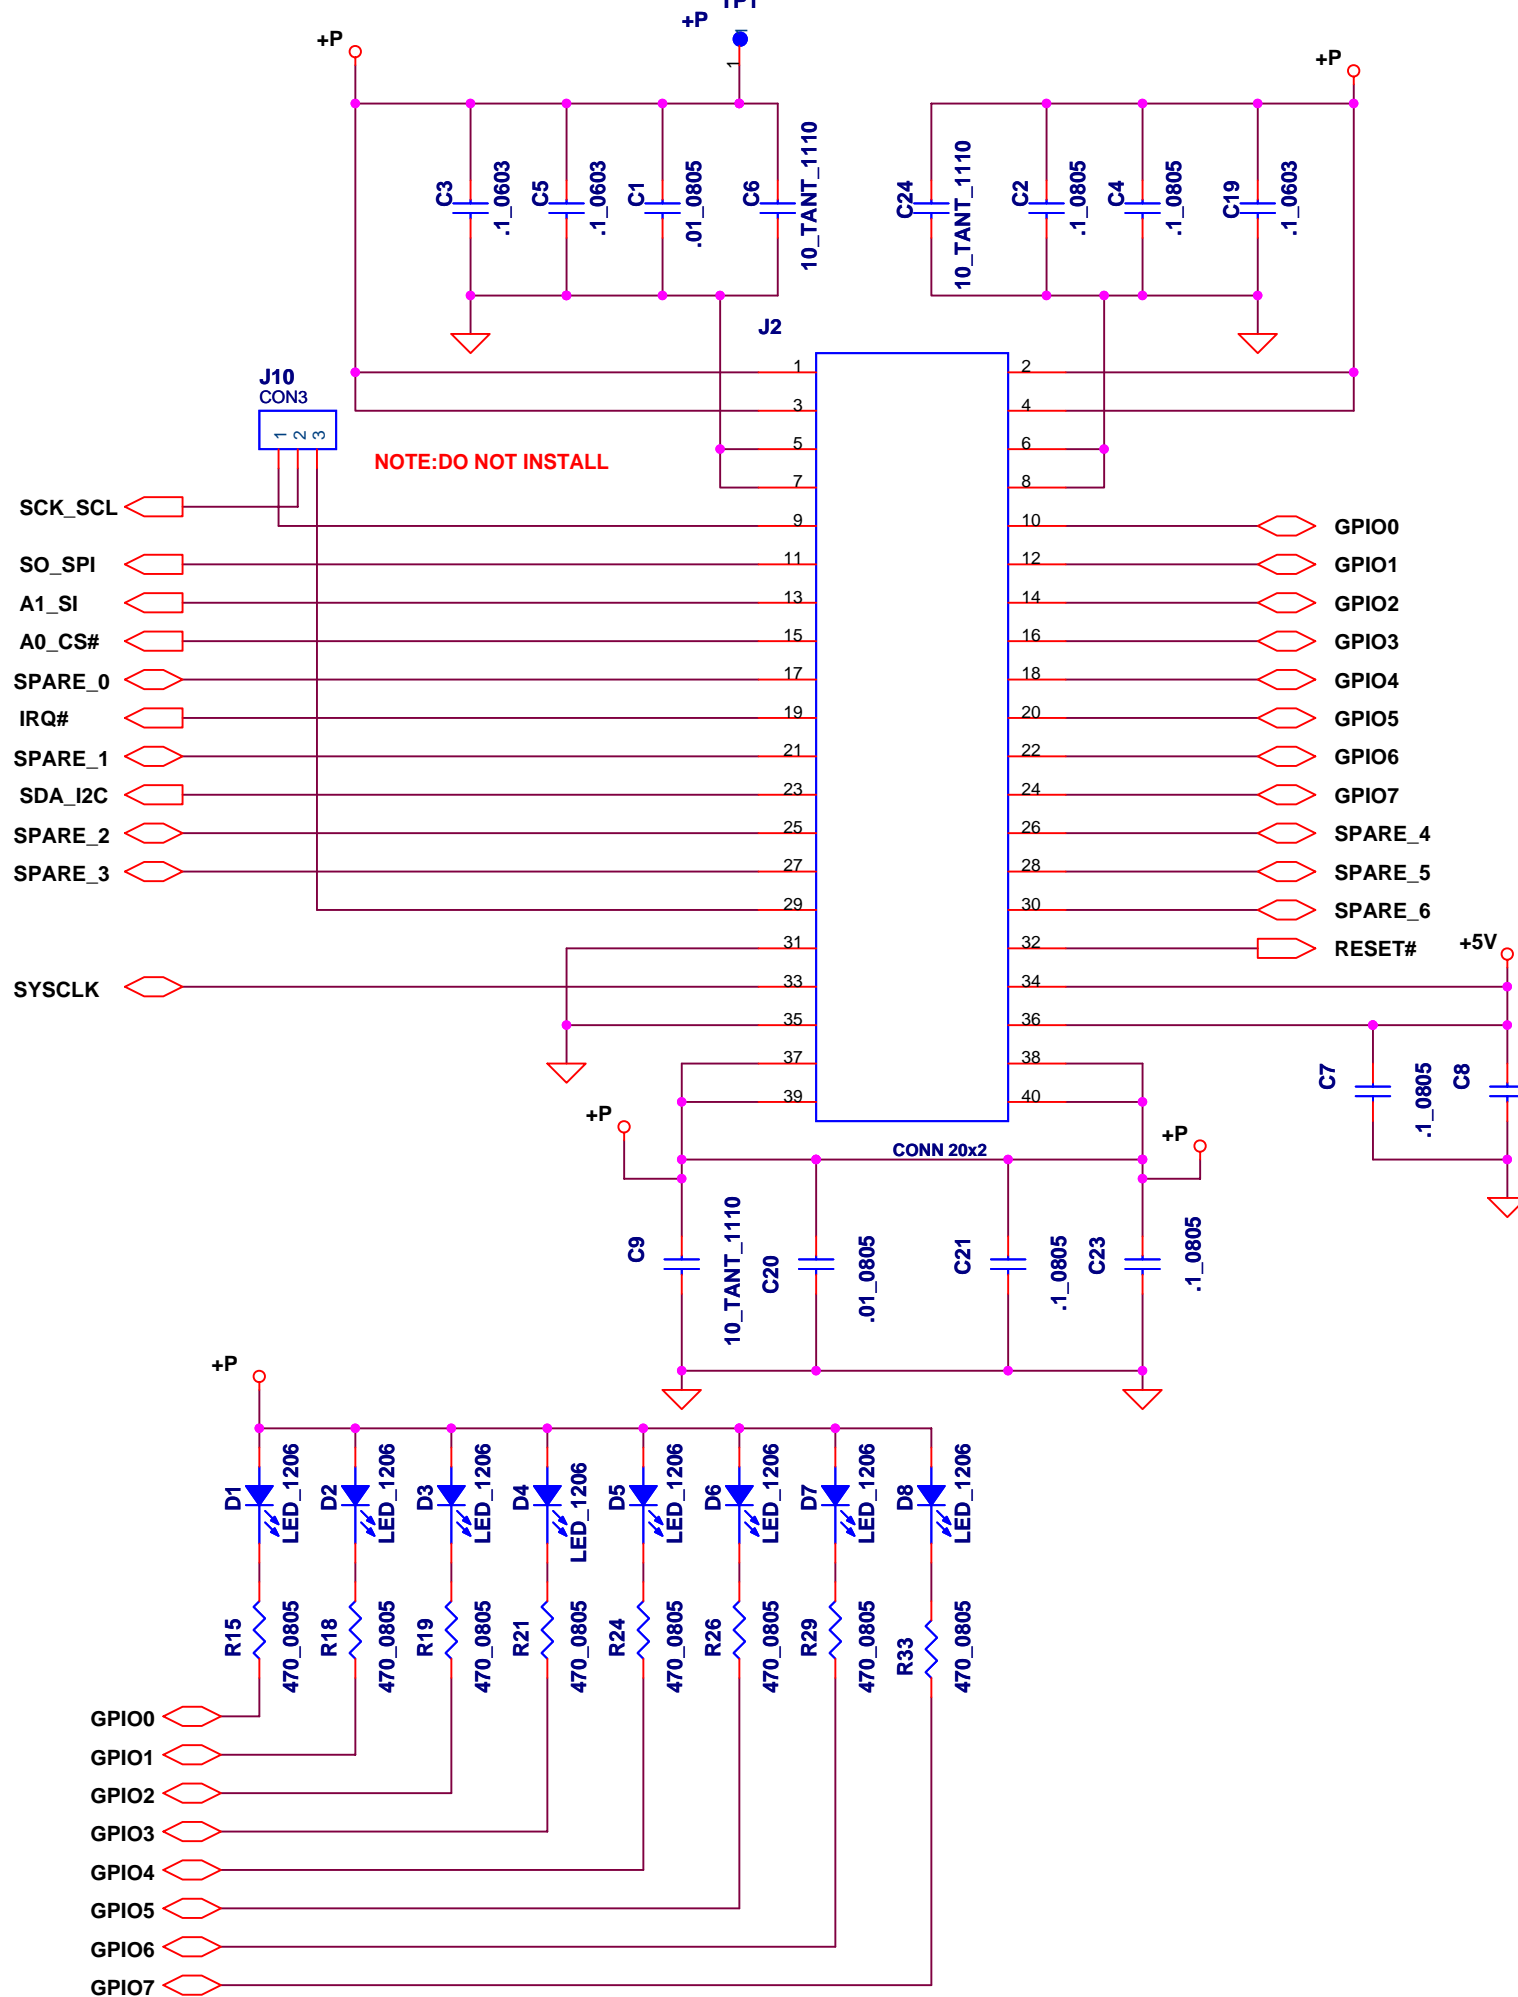 TP1
+P
1
+P
+P
C3
.1_0603
C5
.1_0603
C1
.01_0805
C6
10_TANT_1110
C24
10_TANT_1110
C2
.1_0805
C4
.1_0805
C19
.1_0603
J2
J10
CON3
1 2 3
NOTE:DO NOT INSTALL
1 2
3 4
5 6
7 8
SCK_SCL
9 10 GPIO0
SO_SPI 11 12 GPIO1
A1_SI 13 14 GPIO2
A0_CS# 15 16 GPIO3
SPARE_0 17 18 GPIO4
IRQ# 19 20 GPIO5
SPARE_1 21 22 GPIO6
SDA_I2C 23 24 GPIO7
SPARE_2 25 26 SPARE_4
SPARE_3 27 28 SPARE_5
29 30 SPARE_6
31 32 RESET# +5V
SYSCLK 33 34
35 36
37 38
39 40
C7
.1_0805
C8
+P
+P
CONN 20x2
C9
10_TANT_1110
C20
.01_0805
C21
.1_0805
C23
.1_0805
+P
D1
LED_1206
D2
LED_1206
D3
LED_1206
D4
LED_1206
D5
LED_1206
D6
LED_1206
D7
LED_1206
D8
LED_1206
R15
470_0805
R18
470_0805
R19
470_0805
R21
470_0805
R24
470_0805
R26
470_0805
R29
470_0805
R33
470_0805
GPIO0
GPIO1
GPIO2
GPIO3
GPIO4
GPIO5
GPIO6
GPIO7